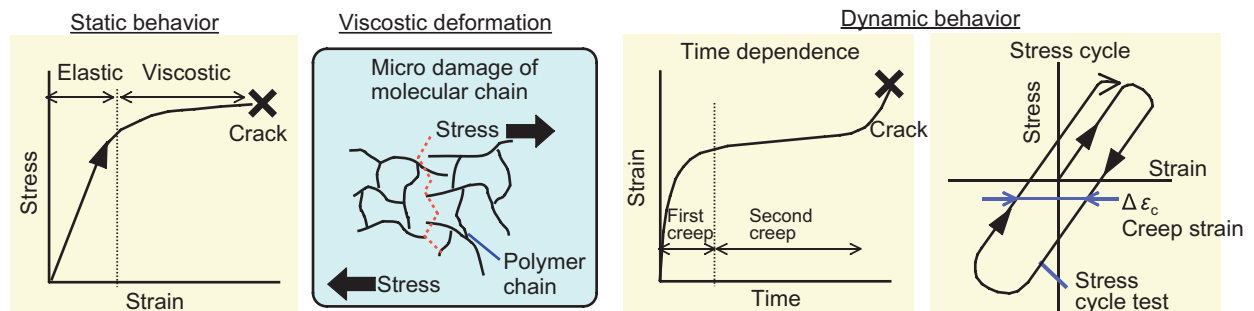 Static behavior
Elastic
Viscostic
Crack
Stress
Strain
Viscostic deformation
Micro damage of
molecular chain
Stress
Polymer
chain
Stress
Dynamic behavior
Time dependence
Crack
Strain
First
creep
Second
creep
Time
Stress cycle
Stress
Strain
Δ εc
Creep strain
Stress
cycle test